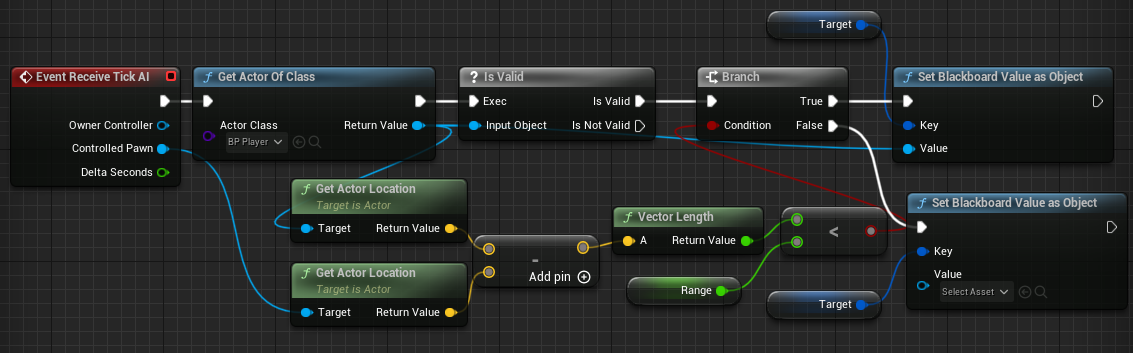 Target
Event Receive Tick AI
Get Actor Of Class
Is Valid
Branch
Set Blackboard Value as Object
Exec
Is Valid
True
Owner Controller
Actor Class
Return Value
Input Object
Is Not Valid
Condition
False
Key
BP Player
Controlled Pawn
Value
Delta Seconds
Get Actor Location
Target is Actor
Target
Return Value
Set Blackboard Value as Object
Vector Length
A
Return Value
<
Key
-
Add pin
Value
Select Asset
Get Actor Location
Target is Actor
Target
Return Value
Range
Target